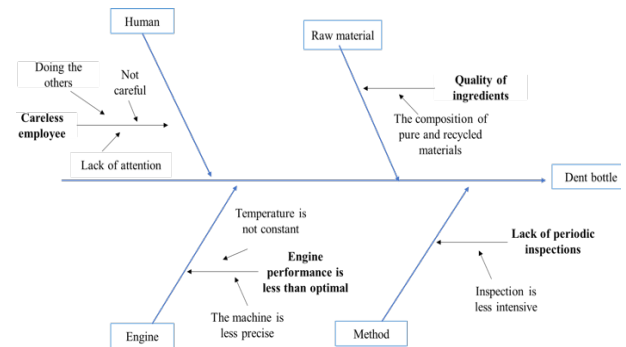 Human
Raw material
Doing the
others
Not
careful
Careless
employee
Lack of attention
Quality of
ingredients
The composition of
pure and recycled
materials
Dent bottle
Temperature is
not constant
Engine
performance is
less than optimal
The machine is
less precise
Lack of periodic
inspections
Inspection is
less intensive
Engine
Method